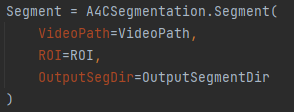 Segment = A4CSegmentation.Segment(
    VideoPath=VideoPath,
    ROI=ROI,
    OutputSegDir=OutputSegmentDir
)